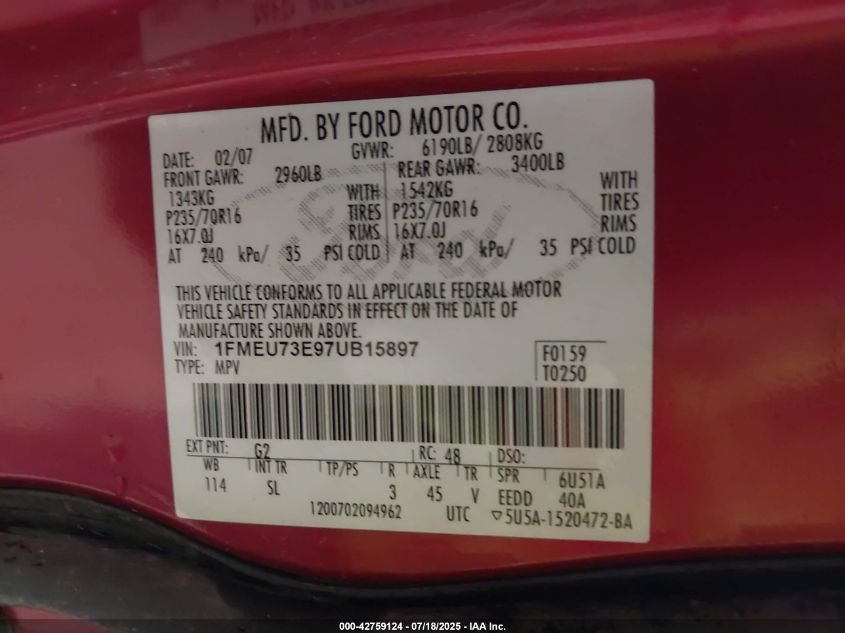 MFD. BY FORD MOTOR CO.
DATE: 02/07 GVWR: 6190LB/ 2808KG
FRONT GAWR: 2960LB REAR GAWR: 3400LB
1343KG WITH 1542KG WITH
P235/70R16 TIRES P235/70R16 TIRES
16X7.0J RIMS 16X7.0J RIMS
AT 240 kPa/ 35 PSI COLD AT 240 kPa/ 35 PSI COLD
THIS VEHICLE CONFORMS TO ALL APPLICABLE FEDERAL MOTOR
VEHICLE SAFETY STANDARDS IN EFFECT ON THE DATE OF
MANUFACTURE SHOWN ABOVE.
VIN: 1FMEU73E97UB15897 F0159
TYPE: MPV T0250
EXT PNT: G2 RC: 48 DSO:
WB INT TR TP/PS R AXLE TR SPR 6U51A
114 SL 3 45 V EEDD 40A
1200702094962 UTC ▽5U5A-1520472-BA
000-42759124 - 07/18/2025 - IAA Inc.